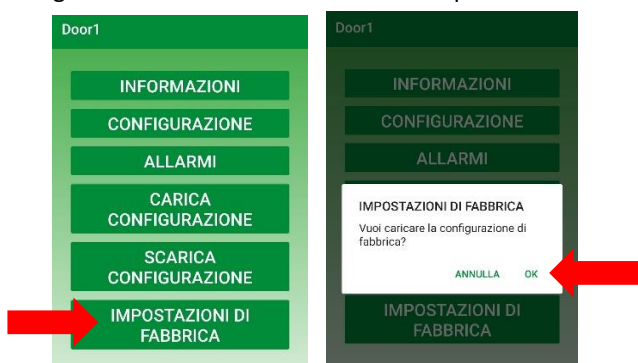 Door1
INFORMAZIONI
CONFIGURAZIONE
ALLARMI
CARICA
CONFIGURAZIONE
SCARICA
CONFIGURAZIONE
IMPOSTAZIONI DI
FABBRICA
Door1
INFORMAZIONI
CONFIGURAZIONE
ALLARMI
IMPOSTAZIONI DI FABBRICA
Vuoi caricare la configurazione di
fabbrica?
ANNULLA OK
IMPOSTAZIONI DI
FABBRICA